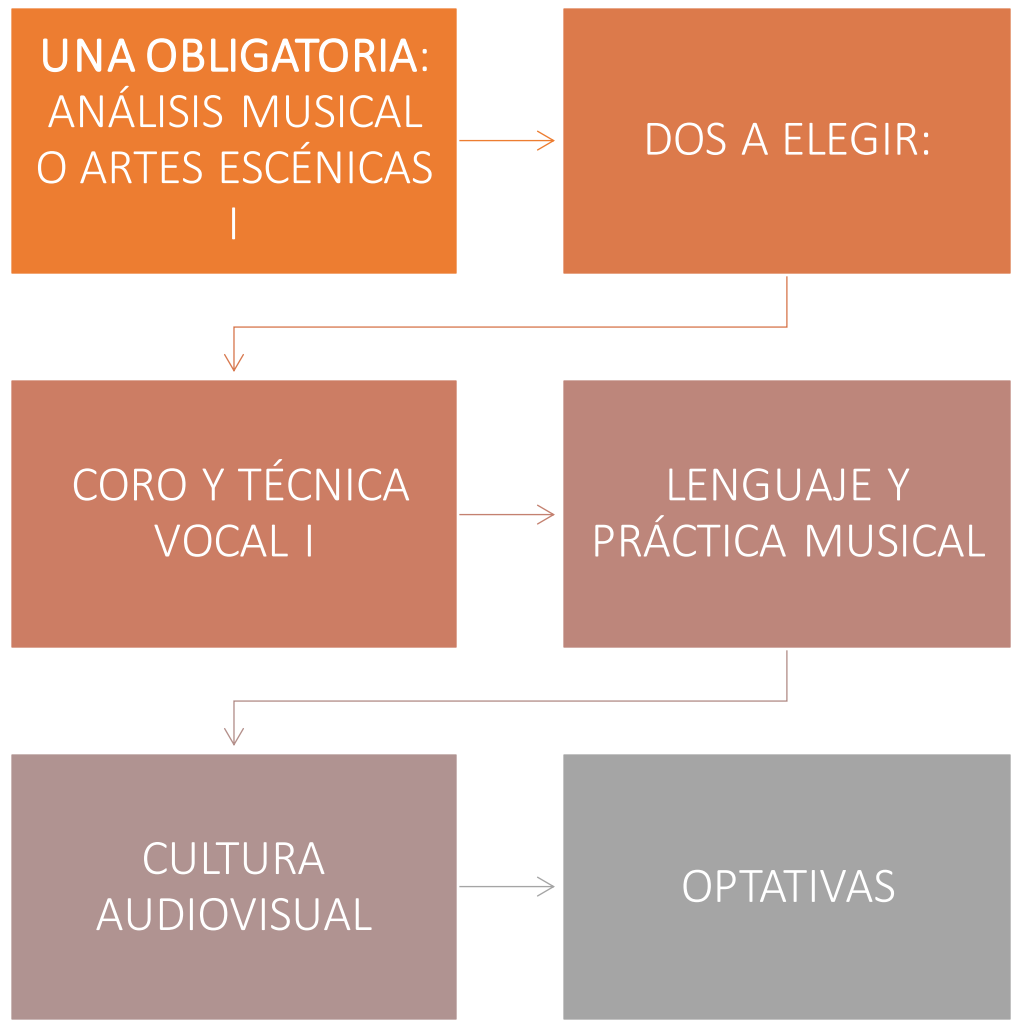 UNA OBLIGATORIA:
ANÁLISIS MUSICAL
O ARTES ESCÉNICAS
I
DOS A ELEGIR:
CORO Y TÉCNICA
VOCAL I
LENGUAJE Y
PRÁCTICA MUSICAL
CULTURA
AUDIOVISUAL
OPTATIVAS